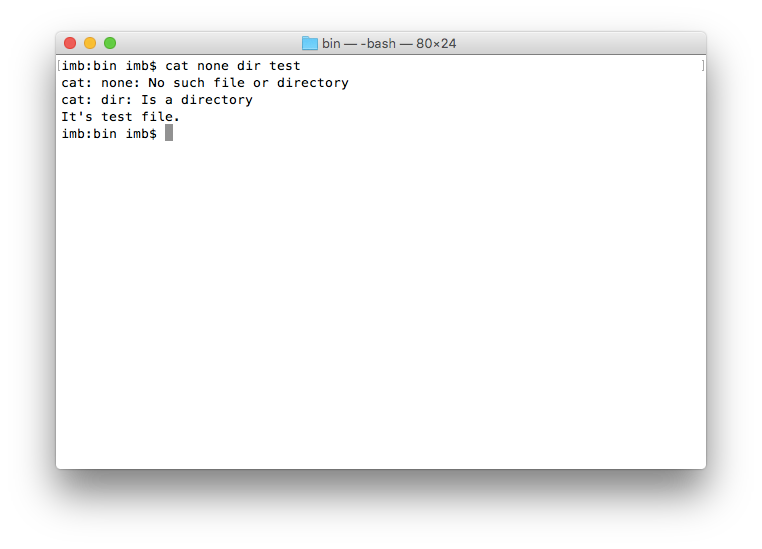 bin — -bash — 80×24
[imb:bin imb$ cat none dir test ]
cat: none: No such file or directory
cat: dir: Is a directory
It's test file.
imb:bin imb$